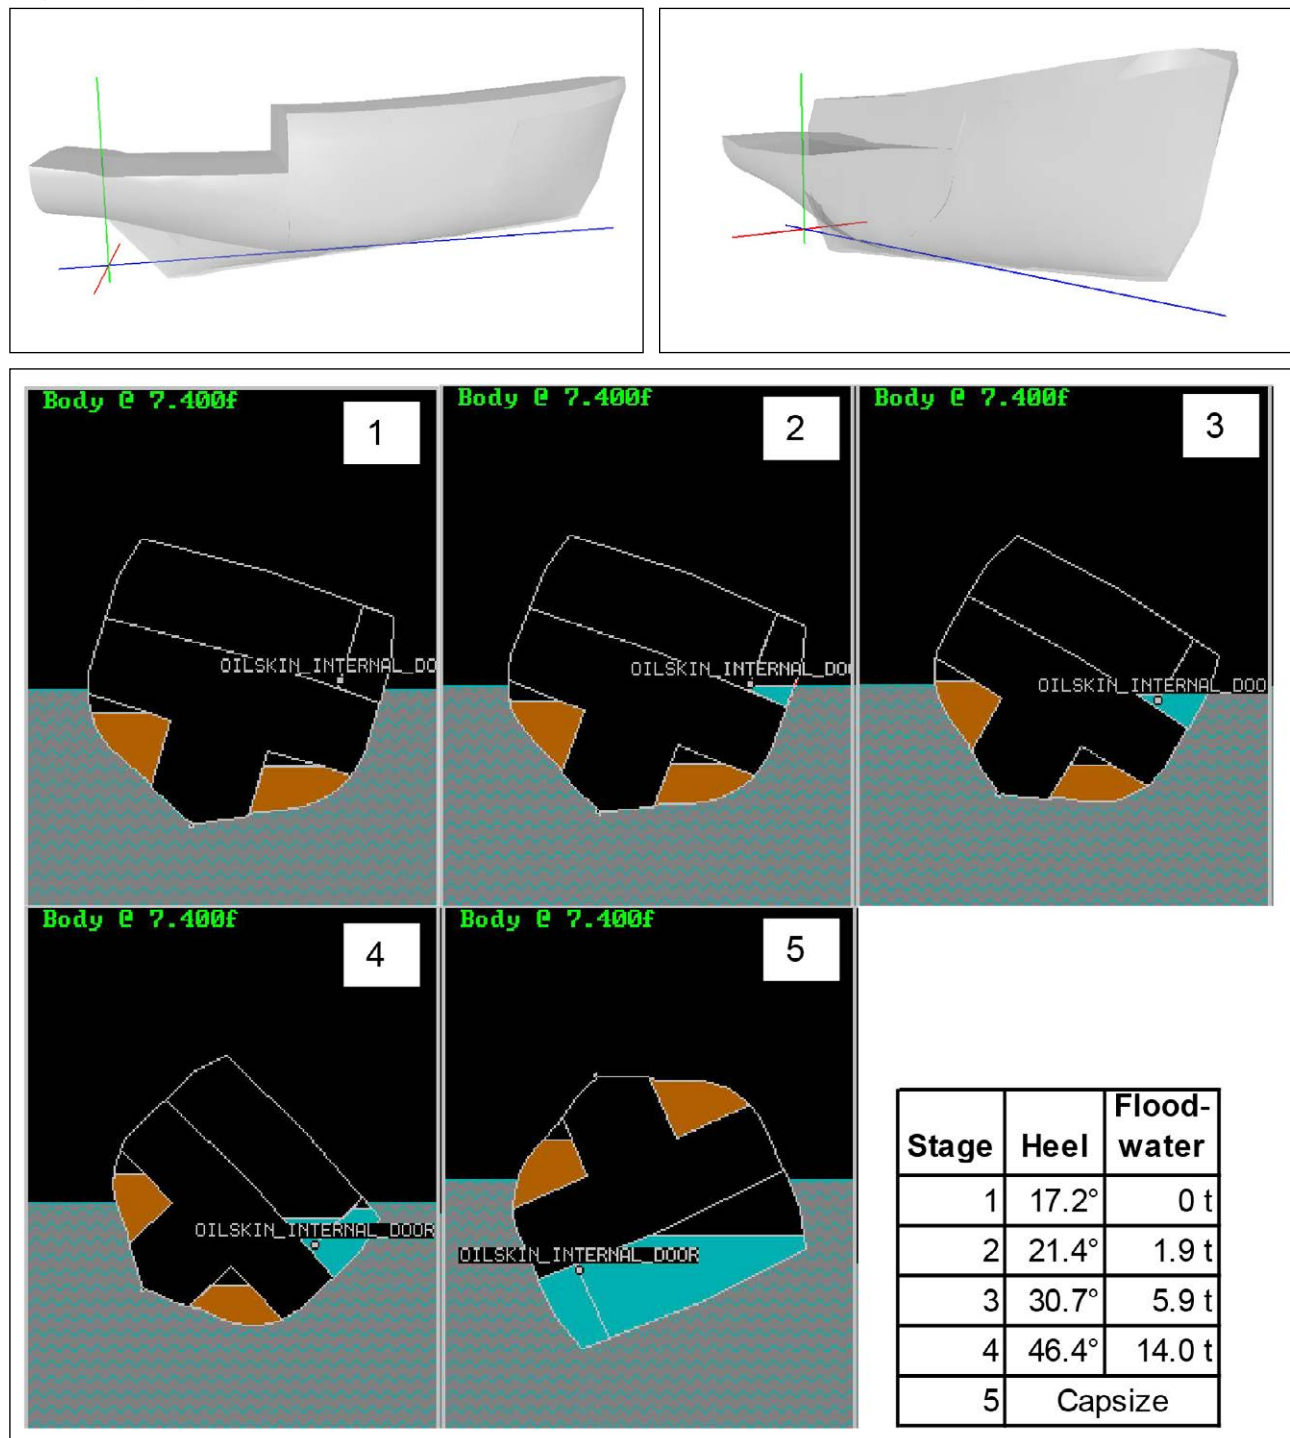 Body @ 7.400f
1
OILSKIN_INTERNAL_DO
Body @ 7.400f
2
OILSKIN_INTERNAL_DOO
Body @ 7.400f
3
OILSKIN_INTERNAL_DOO
Body @ 7.400f
4
OILSKIN_INTERNAL_DOOR
Body @ 7.400f
5
OILSKIN_INTERNAL_DOOR
Stage Heel Flood-
water
1 17.2° 0 t
2 21.4° 1.9 t
3 30.7° 5.9 t
4 46.4° 14.0 t
5 Capsize